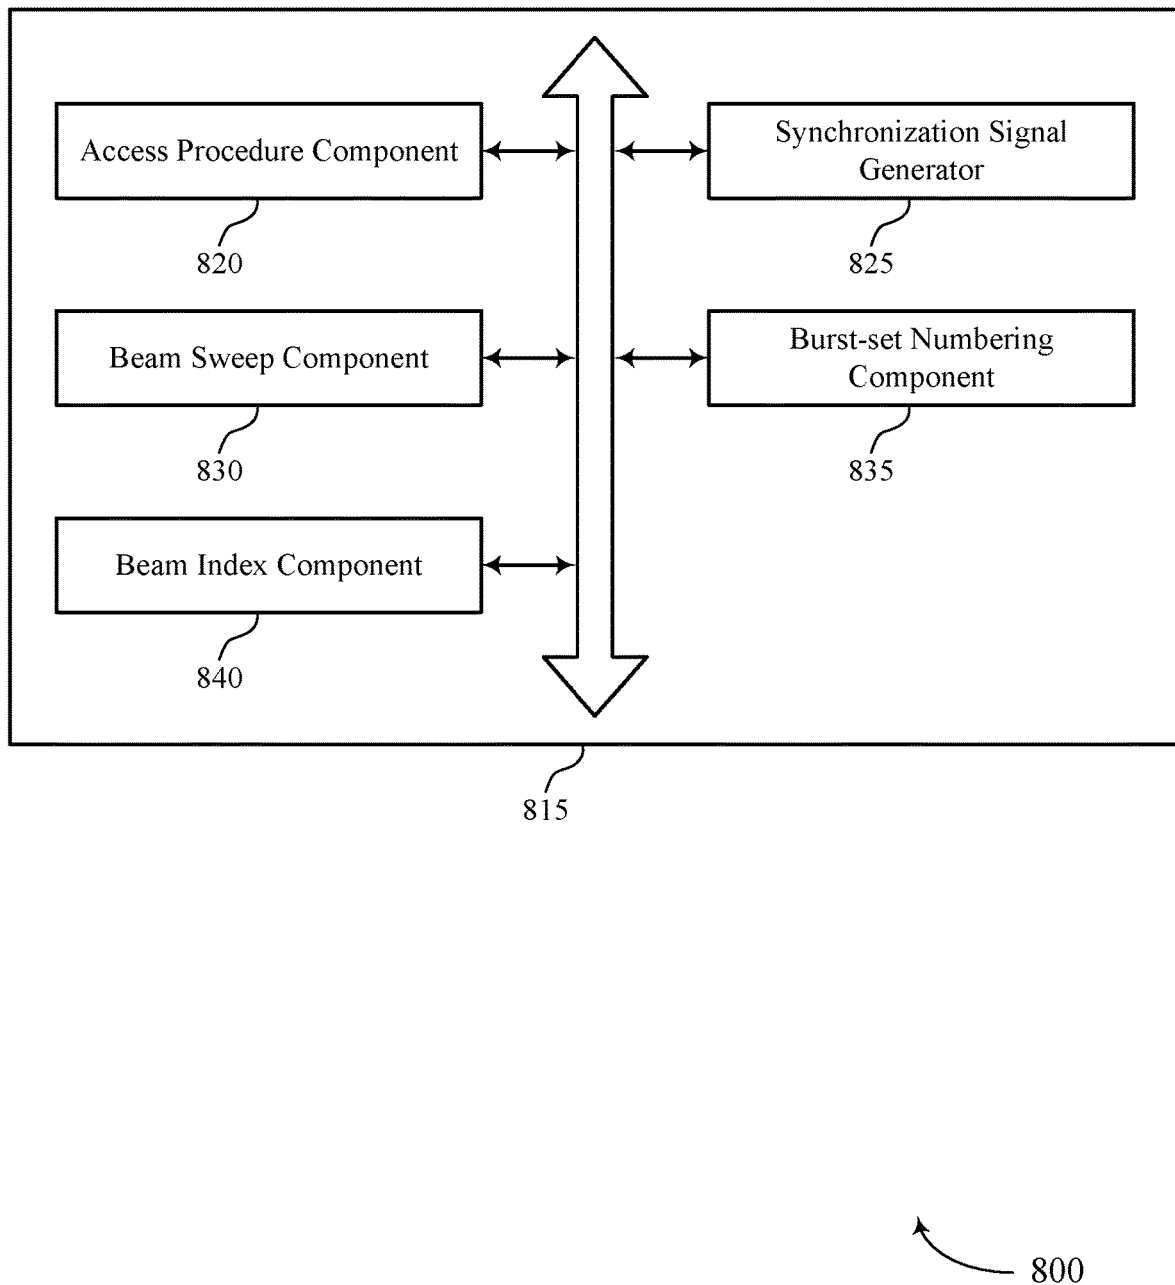 Access Procedure Component
820
Synchronization Signal
Generator
825
Beam Sweep Component
830
Burst-set Numbering
Component
835
Beam Index Component
840
815
800